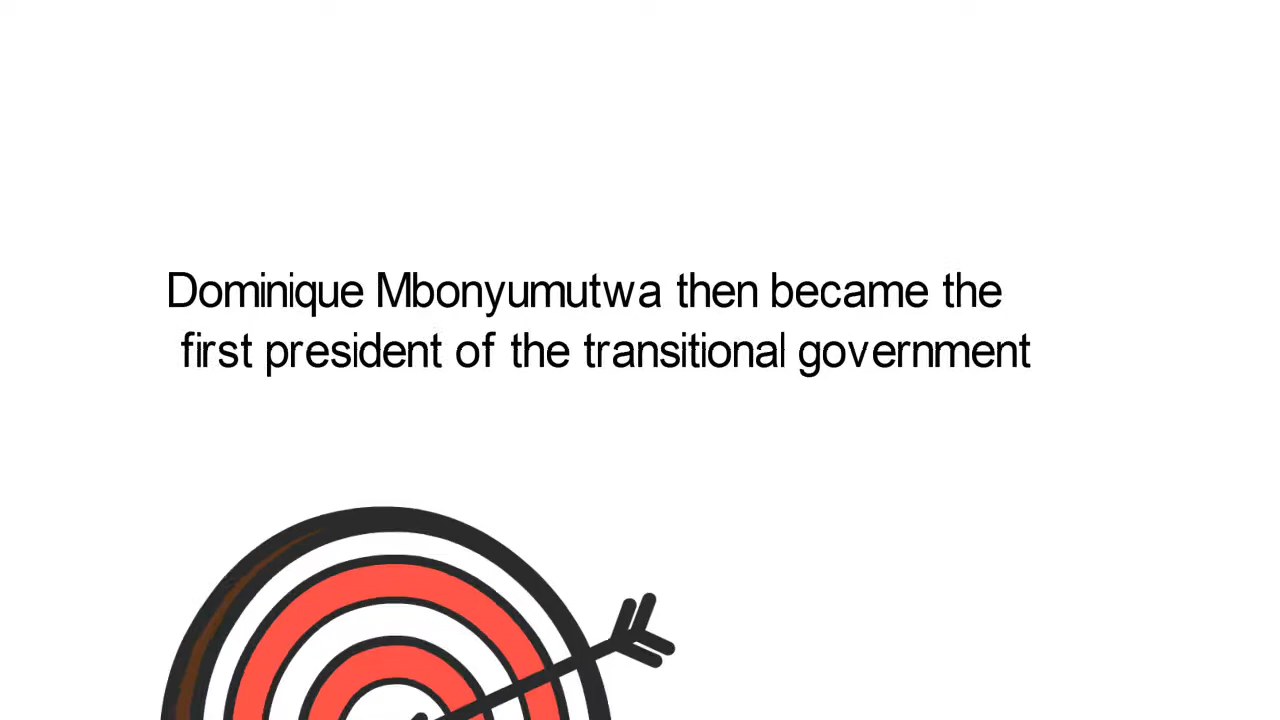 Dominique Mbonyumutwa then became the
first president of the transitional government